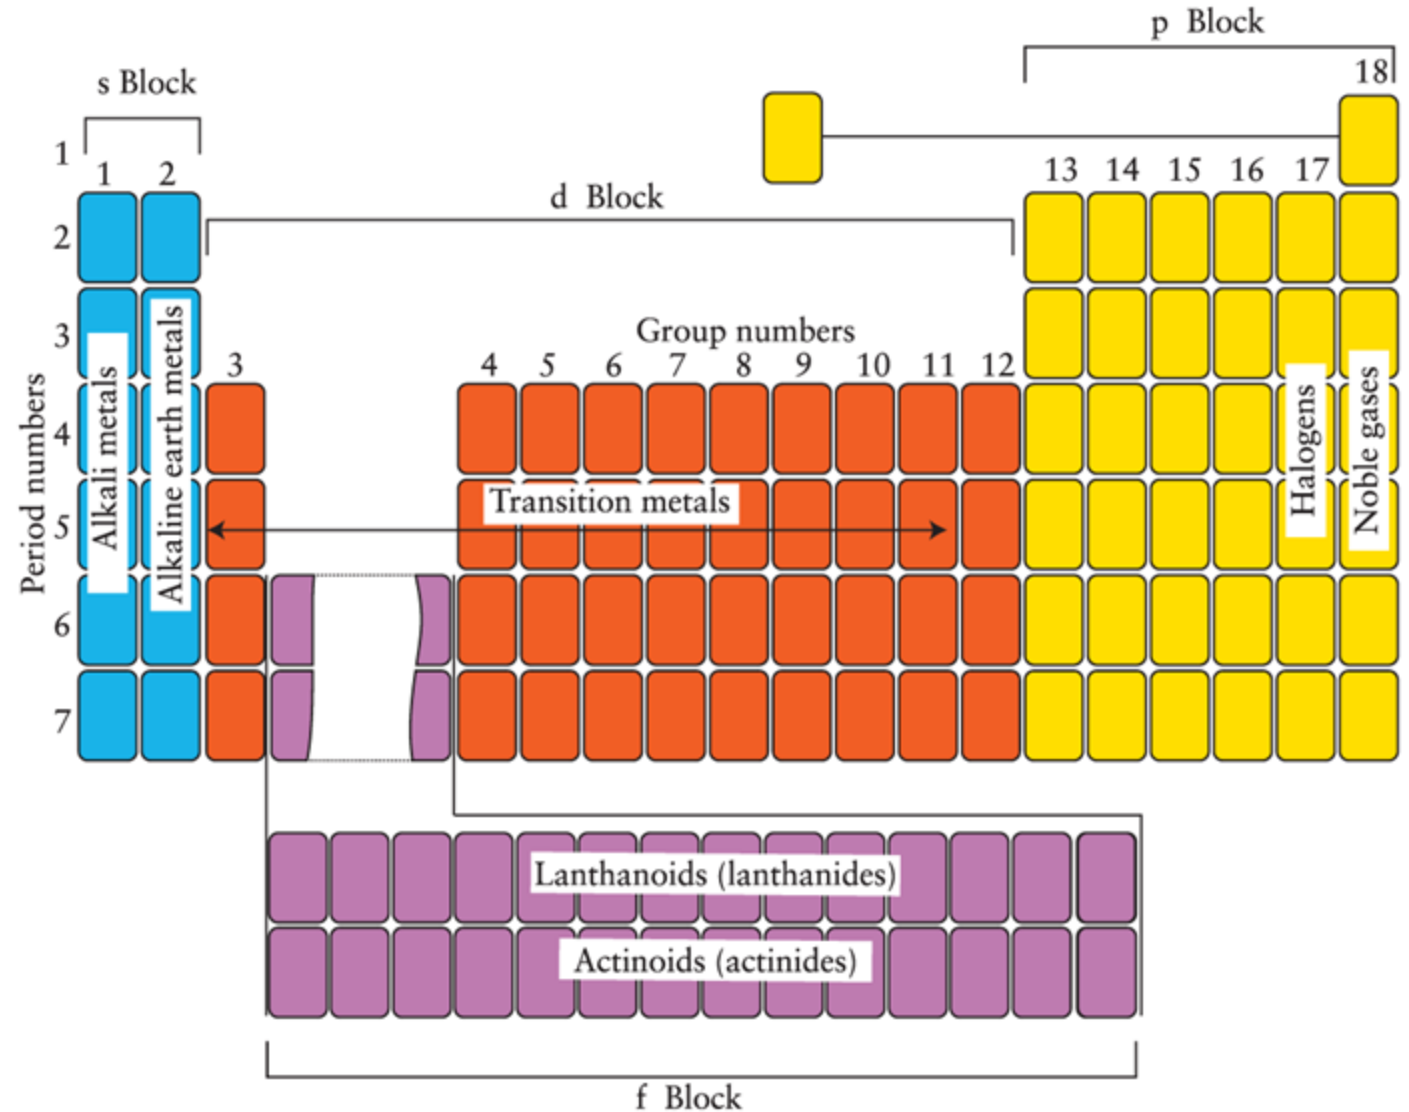 p Block
18
s Block
1
1 2
13 14 15 16 17
d Block
2
3
Group numbers
3 4 5 6 7 8 9 10 11 12
Period numbers
4
Alkali metals
Alkaline earth metals
Halogens
Noble gases
Transition metals
5
6
7
Lanthanoids (lanthanides)
Actinoids (actinides)
f Block